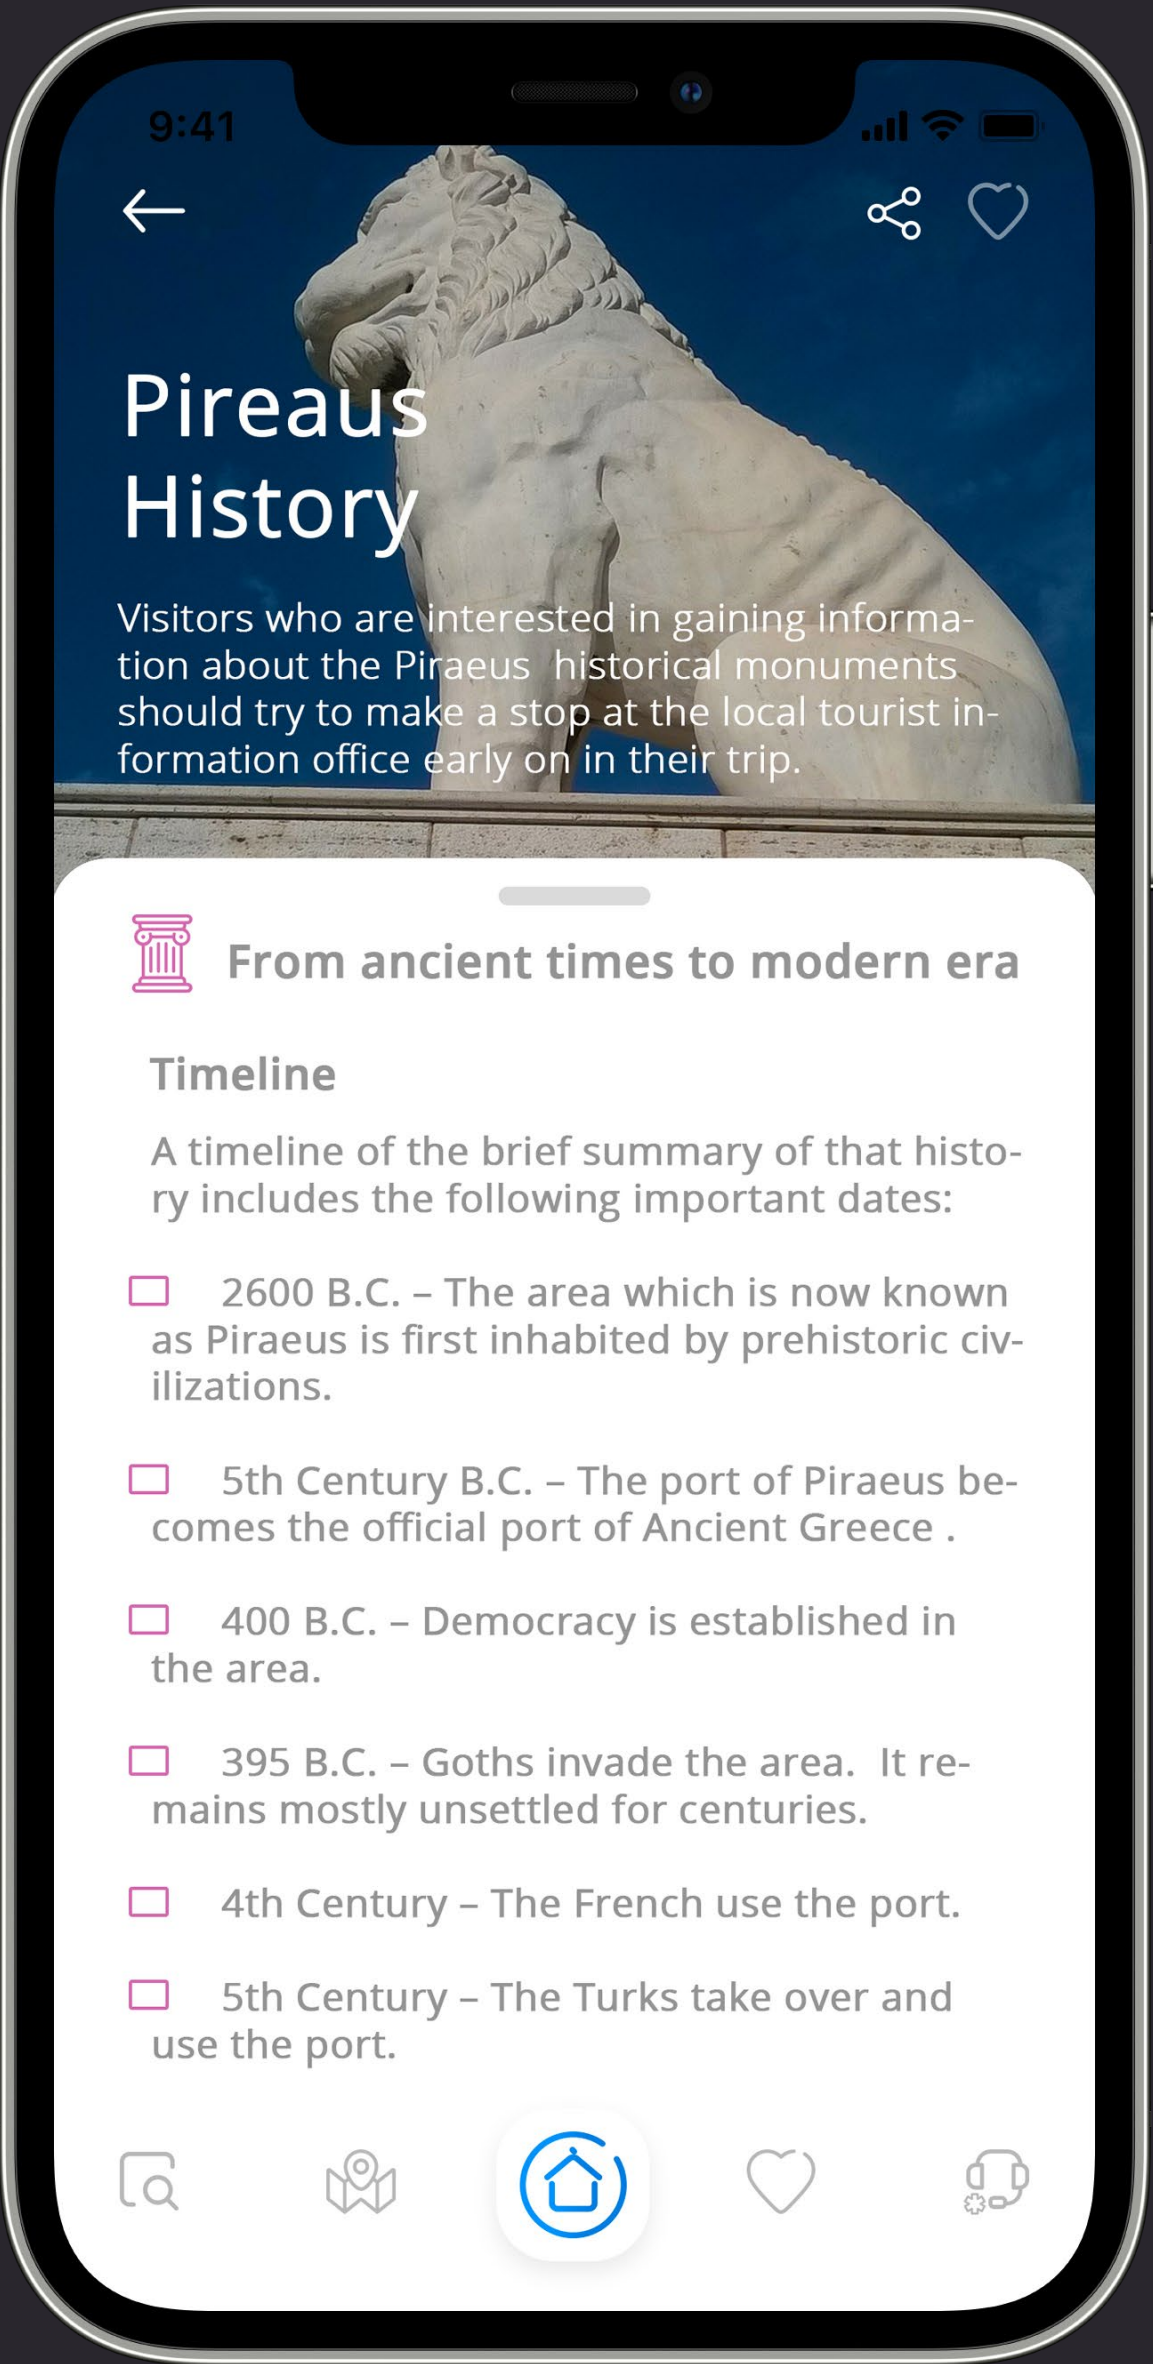 9:41
Pireaus
History
Visitors who are interested in gaining informa-
tion about the Piraeus  historical monuments
should try to make a stop at the local tourist in-
formation office early on in their trip.
From ancient times to modern era
Timeline
A timeline of the brief summary of that histo-
ry includes the following important dates:
2600 B.C. – The area which is now known
as Piraeus is first inhabited by prehistoric civ-
ilizations.
5th Century B.C. – The port of Piraeus be-
comes the official port of Ancient Greece .
400 B.C. – Democracy is established in
the area.
395 B.C. – Goths invade the area.  It re-
mains mostly unsettled for centuries.
4th Century – The French use the port.
5th Century – The Turks take over and
use the port.